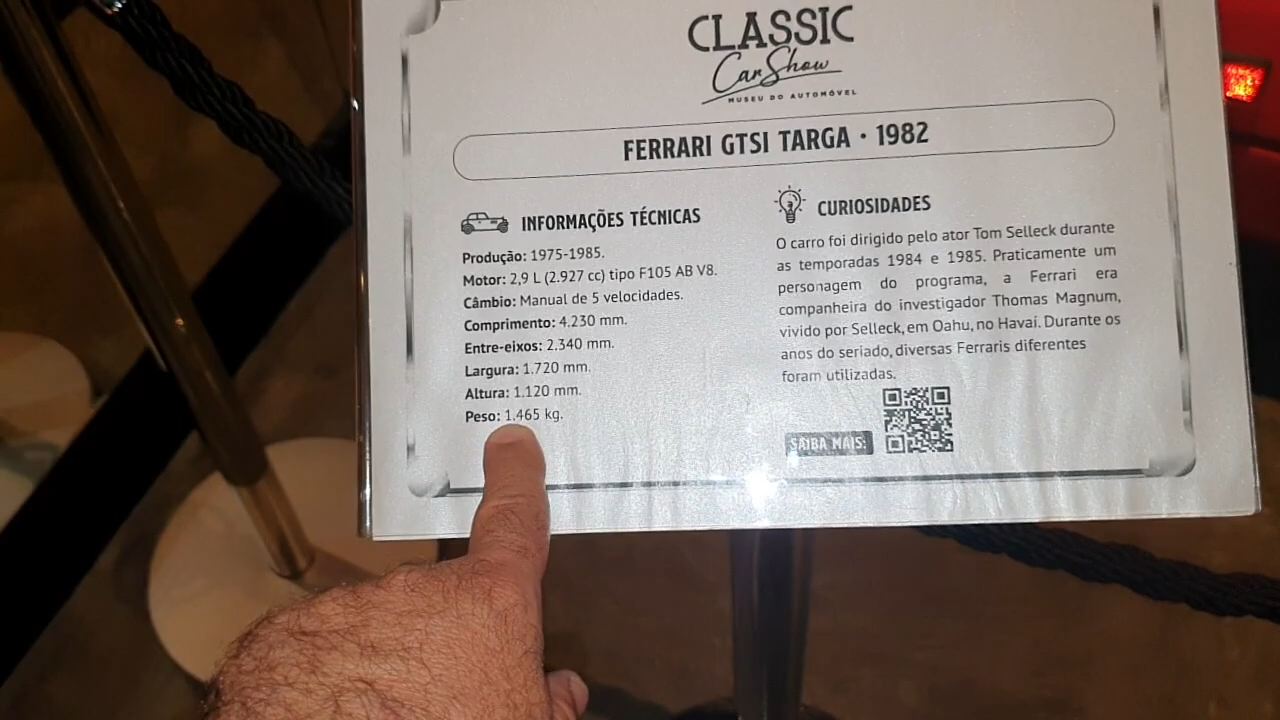 CLASSIC
Car Show
MUSEU DO AUTOMÓVEL
FERRARI GTSI TARGA • 1982
INFORMAÇÕES TÉCNICAS
Produção: 1975-1985.
Motor: 2,9 L (2.927 cc) tipo F105 AB V8.
Câmbio: Manual de 5 velocidades.
Comprimento: 4.230 mm.
Entre-eixos: 2.340 mm.
Largura: 1.720 mm.
Altura: 1.120 mm.
Peso: 1.465 kg.
CURIOSIDADES
O carro foi dirigido pelo ator Tom Selleck durante
as temporadas 1984 e 1985. Praticamente um
personagem do programa, a Ferrari era
companheira do investigador Thomas Magnum,
vivido por Selleck, em Oahu, no Havaí. Durante os
anos do seriado, diversas Ferraris diferentes
foram utilizadas.
SAIBA MAIS: